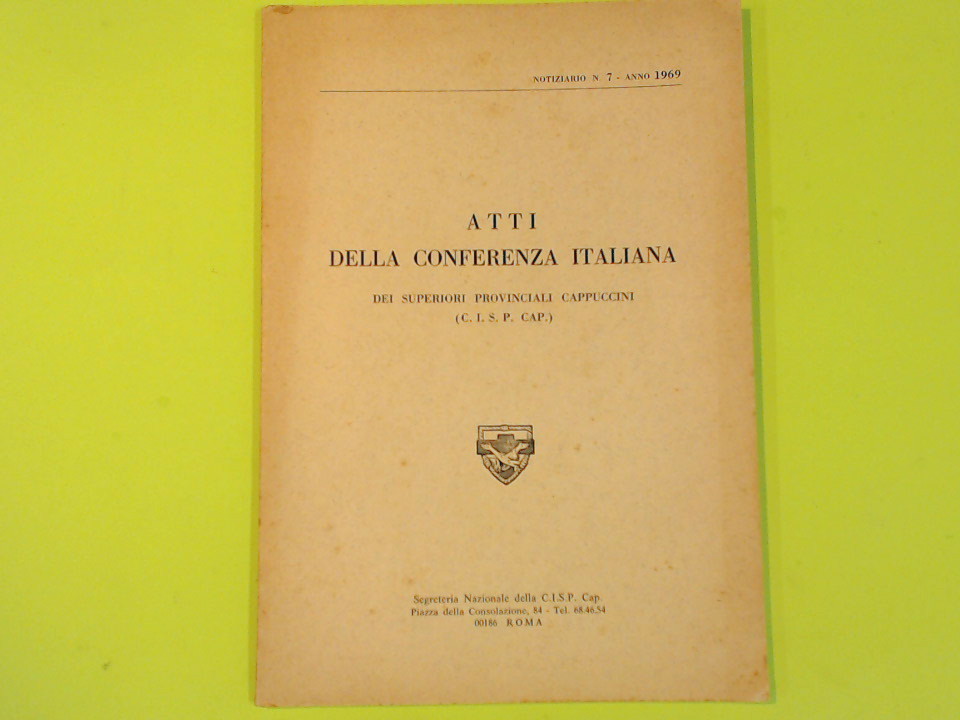 NOTIZIARIO N 7 - ANNO 1969
ATTI
DELLA CONFERENZA ITALIANA
DEI SUPERIORI PROVINCIALI CAPPUCCINI
(C. I. S. P. CAP.)
Segreteria Nazionale della C.I.S.P. Cap.
Piazza della Consolazione, 84 - Tel. 68.46.54
00186 ROMA